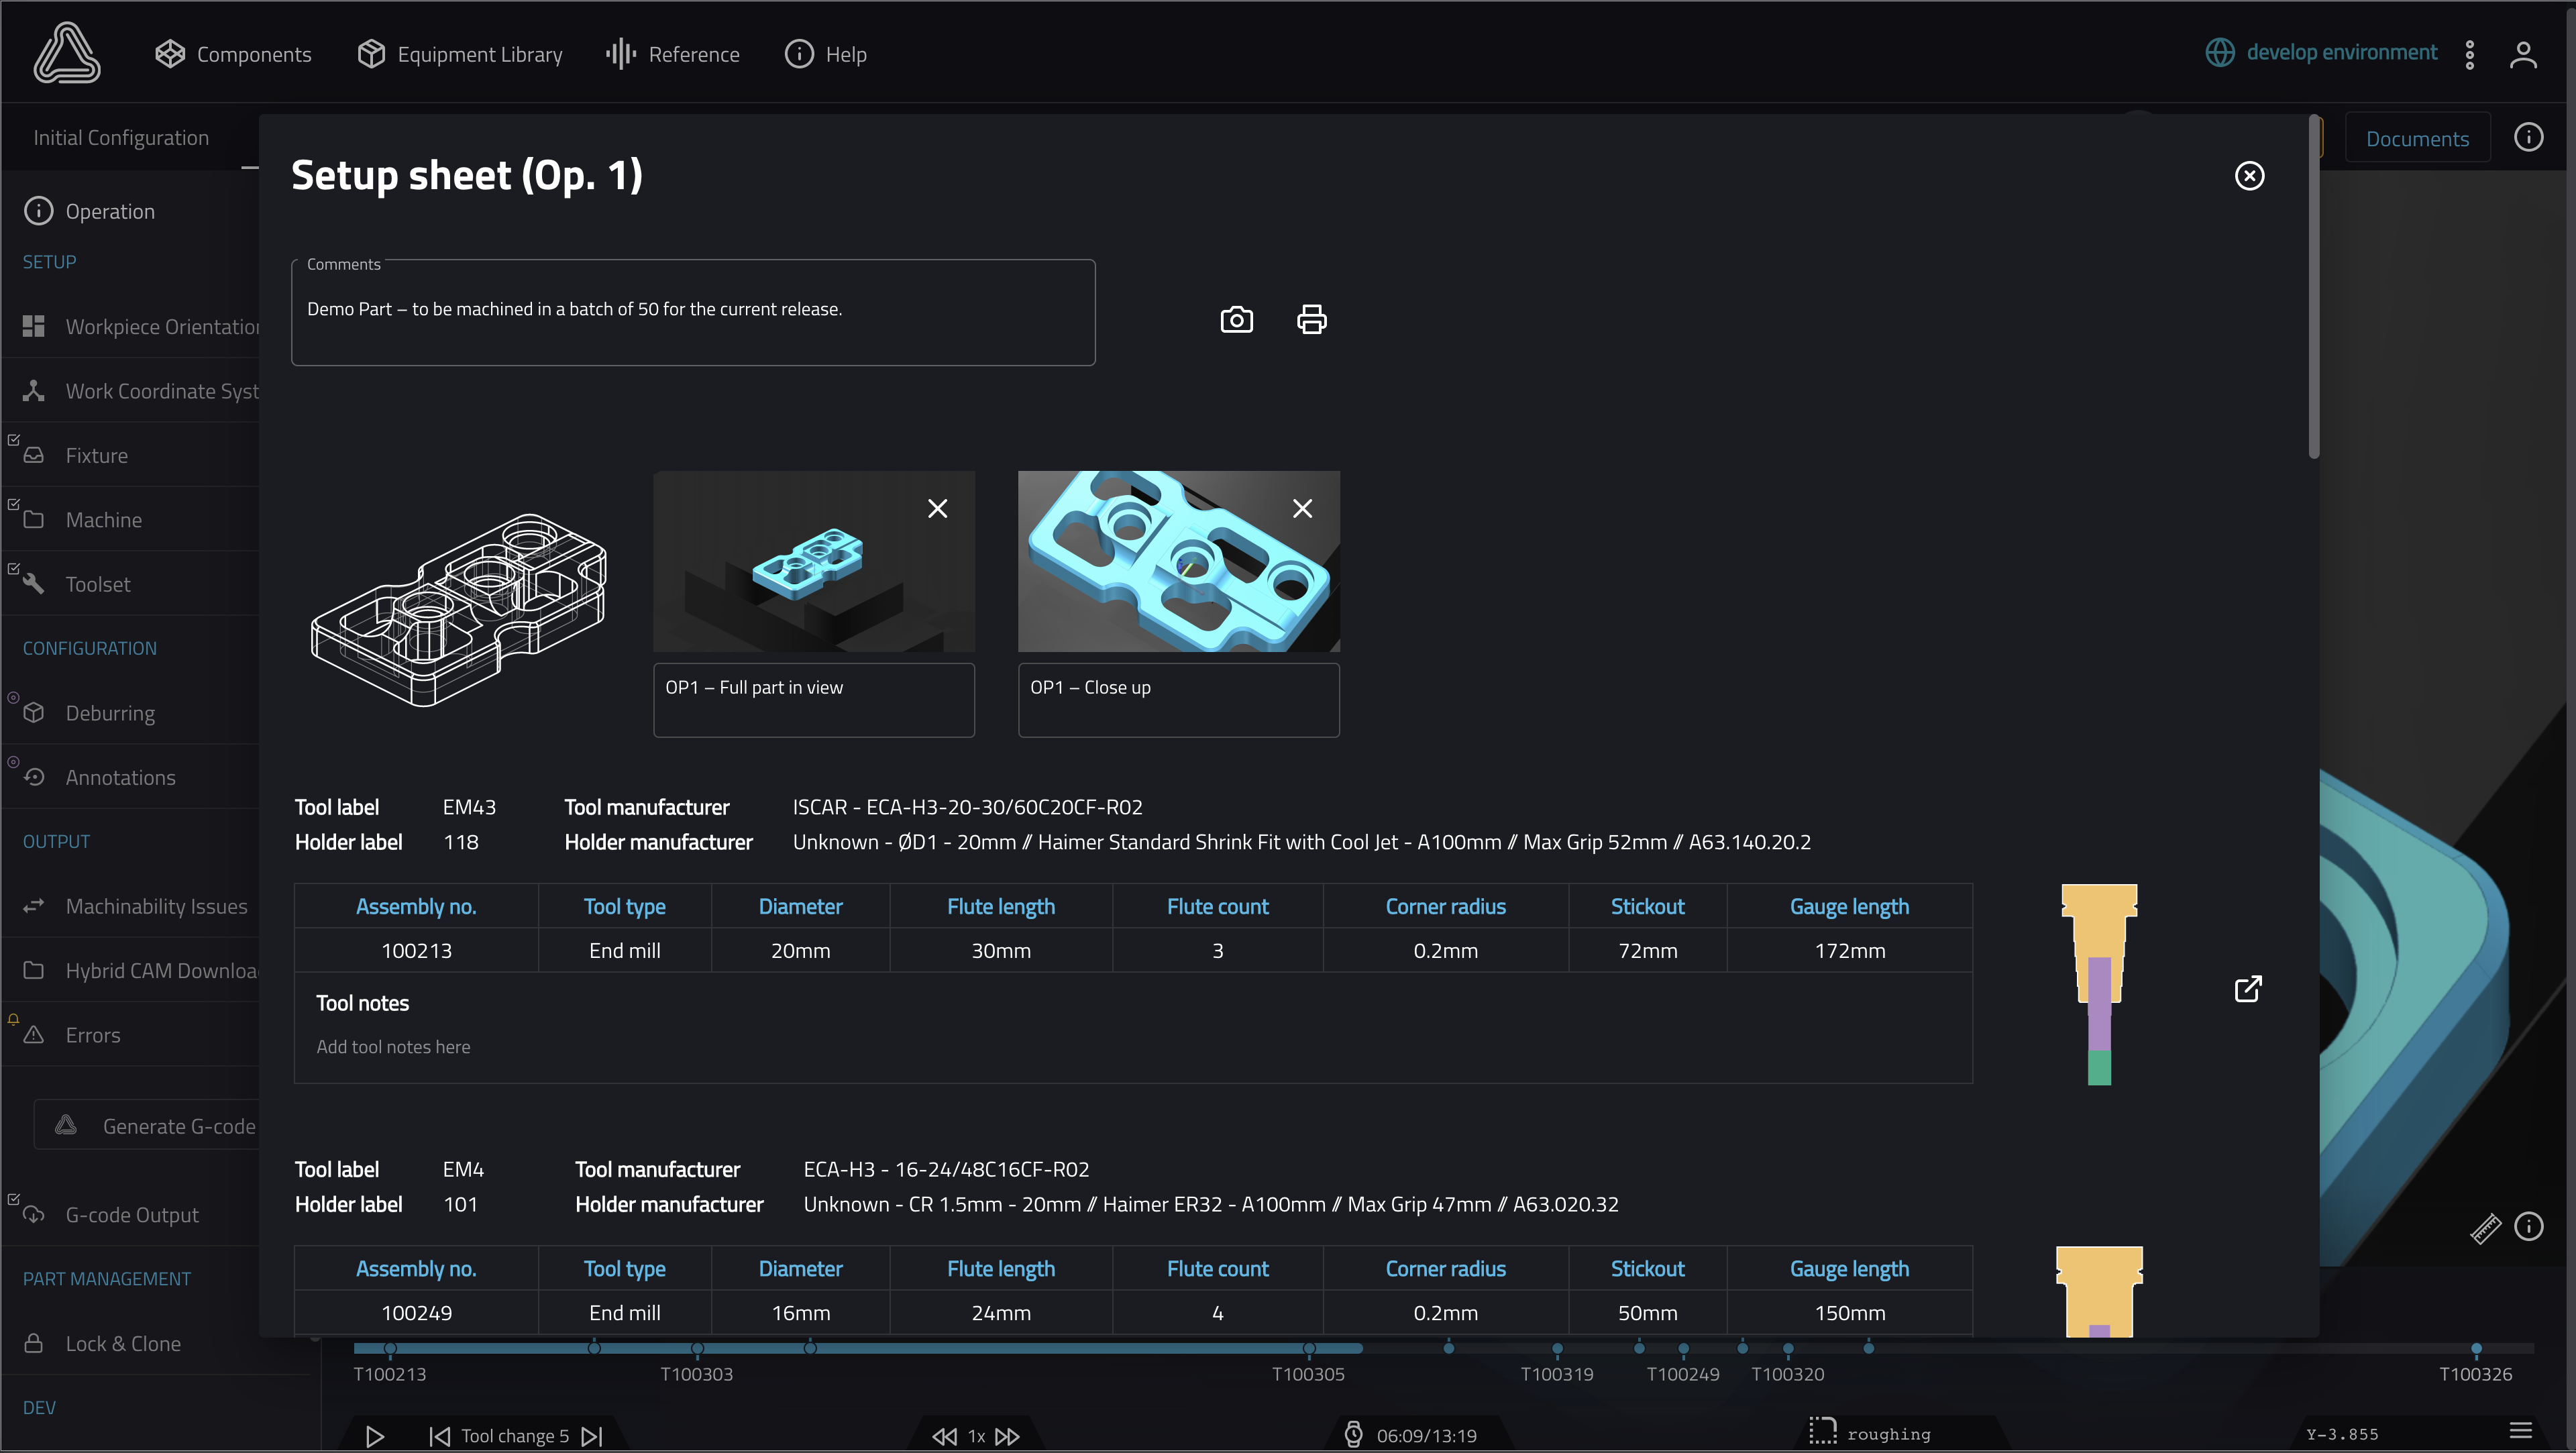 Components
Equipment Library
Reference
Help
develop environment
Initial Configuration
Documents
Operation
SETUP
Workpiece Orientation
Work Coordinate Syst
Fixture
Machine
Toolset
CONFIGURATION
Deburring
Annotations
OUTPUT
Machinability Issues
Hybrid CAM Downloa
Errors
Generate G-code
G-code Output
PART MANAGEMENT
Lock & Clone
DEV
Setup sheet (Op. 1)
Comments
Demo Part – to be machined in a batch of 50 for the current release.
OP1 – Full part in view
OP1 – Close up
Tool label EM43 Tool manufacturer ISCAR - ECA-H3-20-30/60C20CF-R02
Holder label 118 Holder manufacturer Unknown - ØD1 - 20mm // Haimer Standard Shrink Fit with Cool Jet - A100mm // Max Grip 52mm // A63.140.20.2
Assembly no. Tool type Diameter Flute length Flute count Corner radius Stickout Gauge length
100213 End mill 20mm 30mm 3 0.2mm 72mm 172mm
Tool notes
Add tool notes here
Tool label EM4 Tool manufacturer ECA-H3 - 16-24/48C16CF-R02
Holder label 101 Holder manufacturer Unknown - CR 1.5mm - 20mm // Haimer ER32 - A100mm // Max Grip 47mm // A63.020.32
Assembly no. Tool type Diameter Flute length Flute count Corner radius Stickout Gauge length
100249 End mill 16mm 24mm 4 0.2mm 50mm 150mm
T100213 T100303 T100305 T100319 T100249 T100320 T100326
Tool change 5
1x
06:09/13:19
roughing
Y-3.855